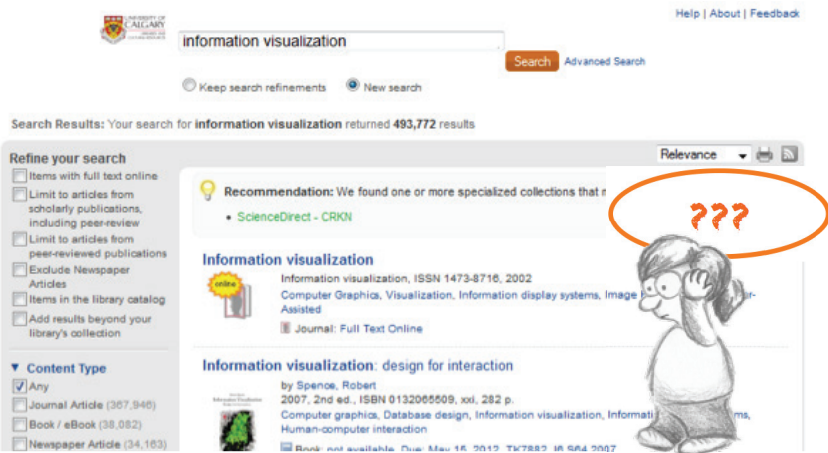 UNIVERSITY OF
CALGARY
Help | About | Feedback
information visualization
Search Advanced Search
Keep search refinements New search
Search Results: Your search for information visualization returned 493,772 results
Refine your search
Relevance
Items with full text online
Limit to articles from
scholarly publications,
including peer-review
Limit to articles from
peer-reviewed publications
Exclude Newspaper
Articles
Items in the library catalog
Add results beyond your
library's collection
Content Type
Any
Journal Article (367,946)
Book / eBook (38,082)
Newspaper Article (34,163)
Recommendation: We found one or more specialized collections that
ScienceDirect - CRKN
???
Information visualization
online
Information visualization, ISSN 1473-8716, 2002
Computer Graphics, Visualization, Information display systems, Image
Assisted
Journal: Full Text Online
Information visualization: design for interaction
by Spence, Robert
2007, 2nd ed., ISBN 0132065509, xxi, 282 p.
Computer graphics, Database design, Information visualization,
Human-computer interaction
Book: not available, Due: May 15, 2012, TK7882 .I6 S64 2007